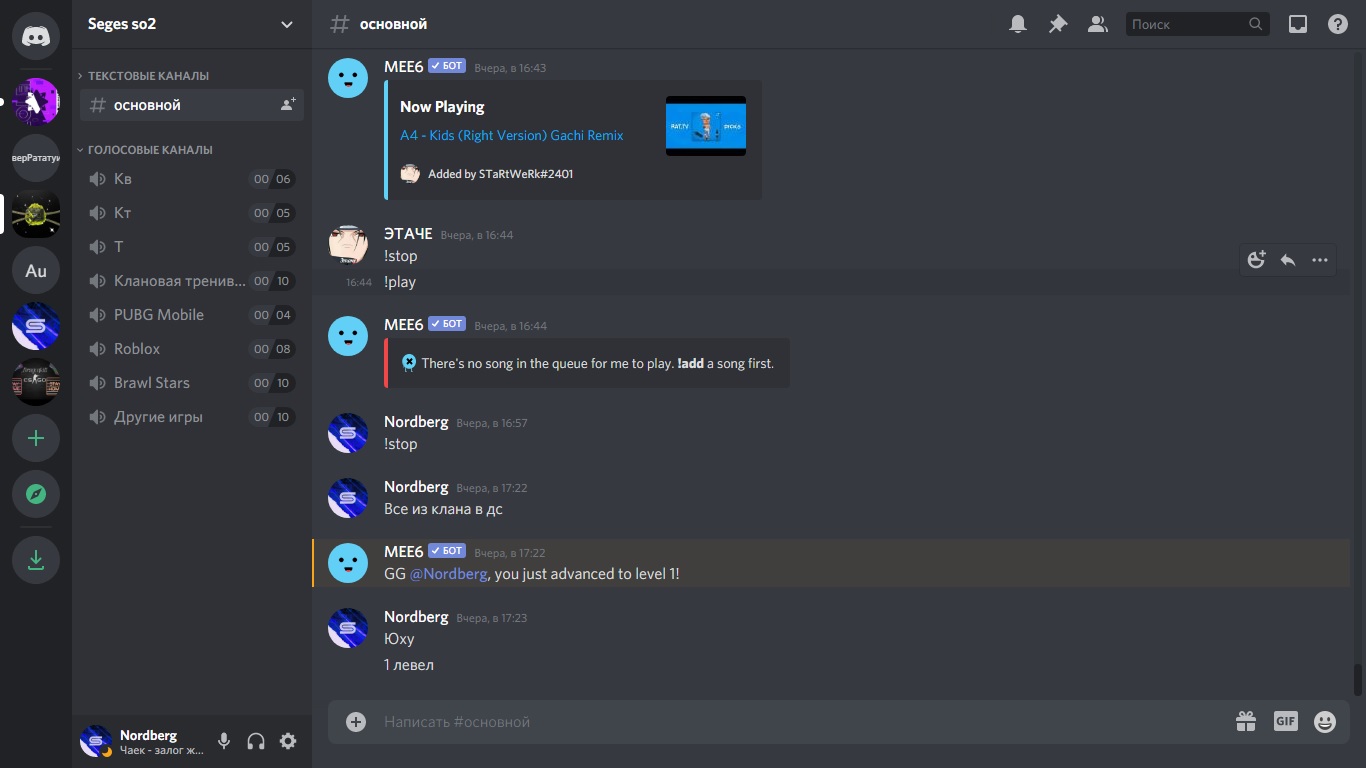 Seges so2
основной
Поиск
верРататуи
Au
ТЕКСТОВЫЕ КАНАЛЫ
основной
ГОЛОСОВЫЕ КАНАЛЫ
Кв 00 06
Кт 00 05
Т 00 05
Клановая тренив... 00 10
PUBG Mobile 00 04
Roblox 00 08
Brawl Stars 00 10
Другие игры 00 10
Nordberg
Чаек - залог ж...
MEE6 ✓ БОТ Вчера, в 16:43
Now Playing
A4 - Kids (Right Version) Gachi Remix
Added by STaRtWeRk#2401
ЭТАЧЕ Вчера, в 16:44
!stop
16:44 !play
MEE6 ✓ БОТ Вчера, в 16:44
There's no song in the queue for me to play. !add a song first.
Nordberg Вчера, в 16:57
!stop
Nordberg Вчера, в 17:22
Все из клана в дс
MEE6 ✓ БОТ Вчера, в 17:22
GG @Nordberg, you just advanced to level 1!
Nordberg Вчера, в 17:23
Юху
1 левел
Написать #основной
GIF